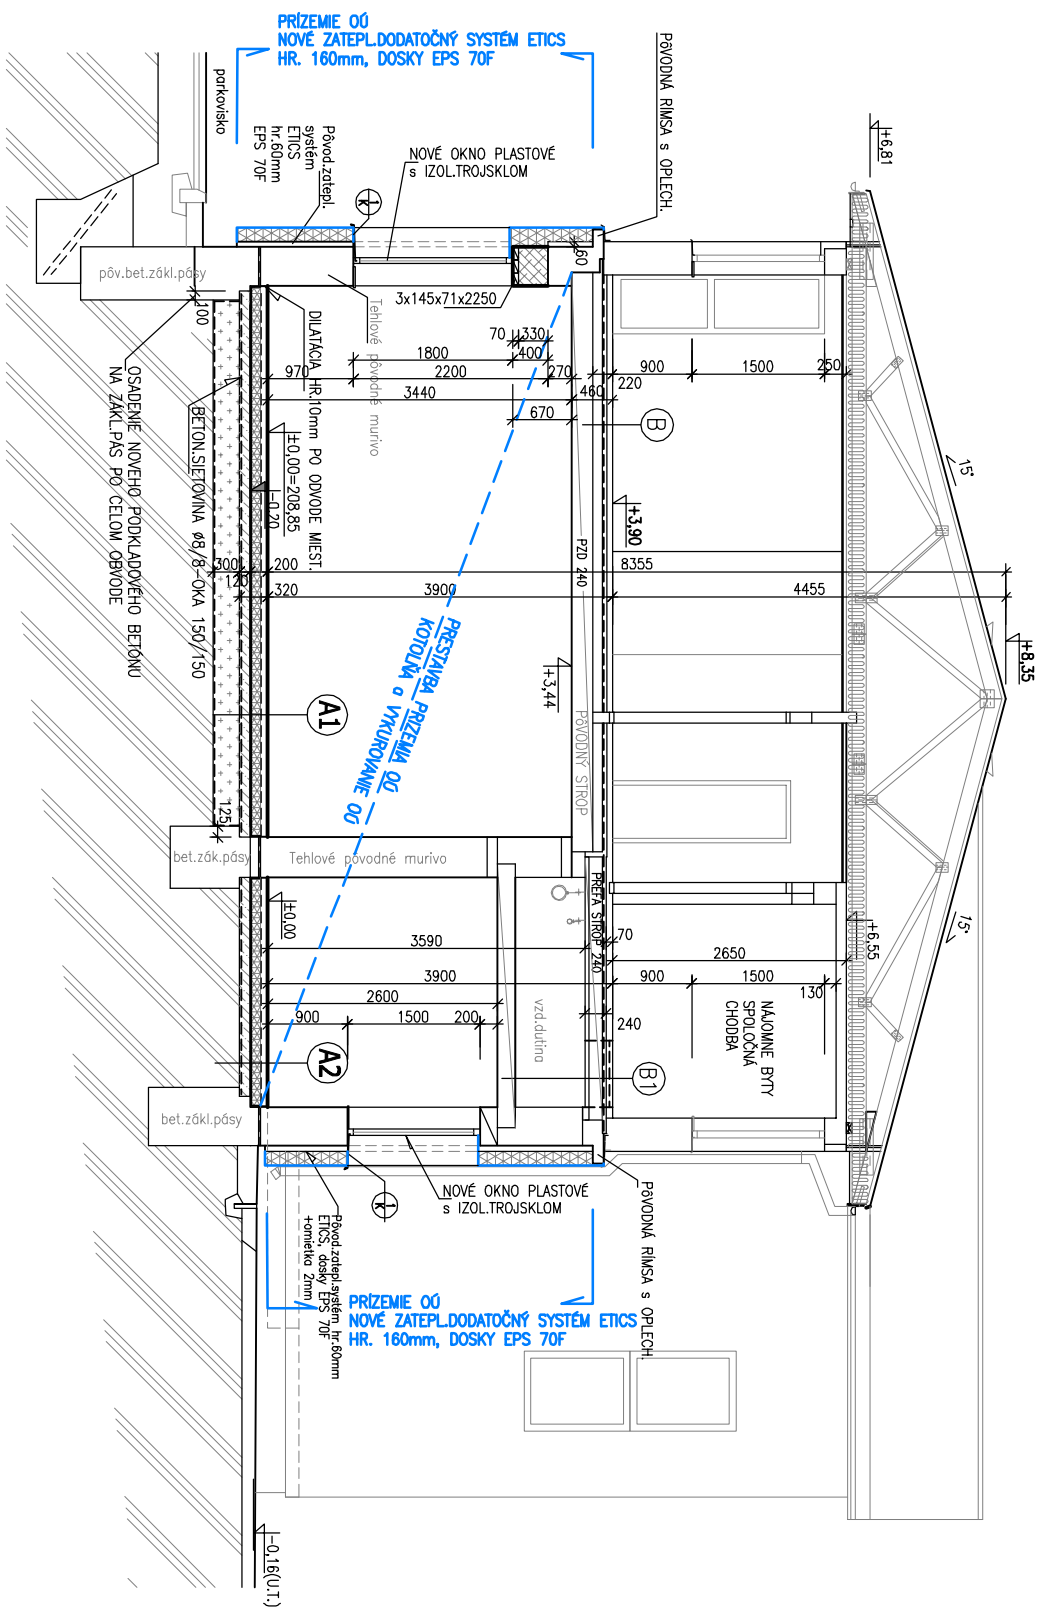 PRÍZEMIE OÚ
NOVÉ ZATEPL.DODATOČNÝ SYSTÉM ETICS
HR. 160mm, DOSKY EPS 70F
PÔVODNÁ RÍMSA s OPLECH.
+6,81
parkovisko
Pôvod.zatepl.
systém
ETICS
hr.60mm
EPS 70F
NOVÉ OKNO PLASTOVÉ
s IZOL.TROJSKLOM
1
K
60
pôv.bet.zákl.pásy
100
3x145x71x2250
Tehlové pôvodné murivo
DILATÁCIA HR.10mm PO ODVODE MIEST.
70
330
1800
400
970
2200
270
3440
460
670
220
900
1500
250
B
15°
OSADENIE NOVÉHO PODKLADOVÉHO BETÓNU
NA ZÁKL.PÁS PO CELOM OBVODE
BETON.SIEŤOVINA ø8/8-OKA 150/150
±0,00=208,85
-0,20
+3,90
PZD 240
300
200
8355
120
320
3900
4455
+8,35
PRESTAVBA PRÍZEMIA OÚ
KOTOLŇA a VYKUROVANIE OÚ
+3,44
PÔVODNÝ STROP
A1
125
bet.zák.pásy
Tehlové pôvodné murivo
±0,00
PREFA STROP 240
+6,55
15°
3590
70
2650
3900
900
1500
130
2600
900
1500
200
240
vzd.dutina
NÁJOMNE BYTY
SPOLOČNÁ
CHODBA
A2
B1
bet.zákl.pásy
1
K
NOVÉ OKNO PLASTOVÉ
s IZOL.TROJSKLOM
PÔVODNÁ RÍMSA s OPLECH.
Pôvod.zatepl.systém hr.60mm
ETICS, dosky EPS 70F
+omietka 2mm
PRÍZEMIE OÚ
NOVÉ ZATEPL.DODATOČNÝ SYSTÉM ETICS
HR. 160mm, DOSKY EPS 70F
-0,16(U.T.)